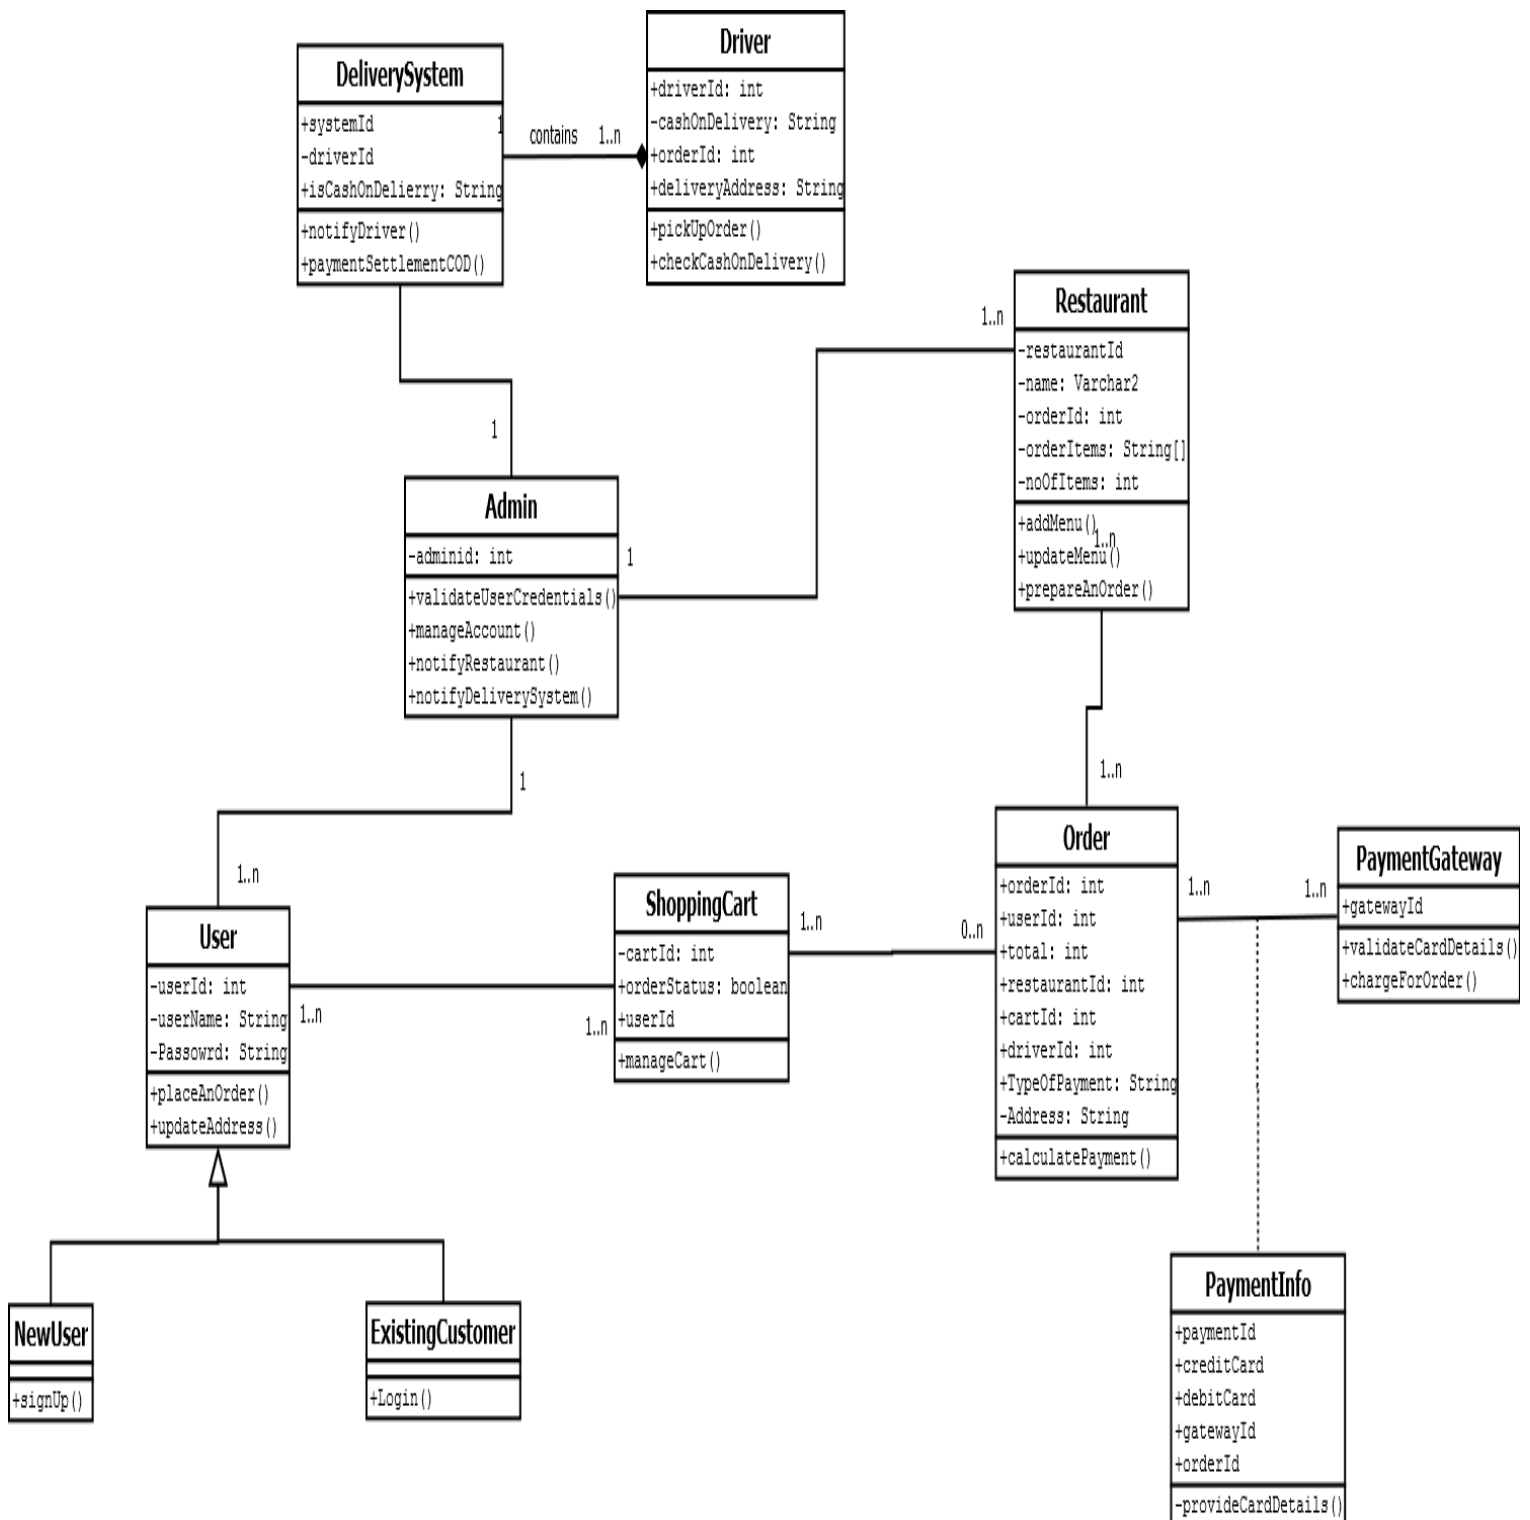 DeliverySystem
+systemId
-driverId
+isCashOnDelierry: String
+notifyDriver()
+paymentSettlementCOD()
1
contains
1..n
Driver
+driverId: int
-cashOnDelivery: String
+orderId: int
+deliveryAddress: String
+pickUpOrder()
+checkCashOnDelivery()
1..n
Restaurant
-restaurantId
-name: Varchar2
-orderId: int
-orderItems: String[]
-noOfItems: int
+addMenu()
1..n
+updateMenu()
+prepareAnOrder()
1
Admin
-adminid: int
+validateUserCredentials()
+manageAccount()
+notifyRestaurant()
+notifyDeliverySystem()
1
1
1..n
1..n
User
-userId: int
-userName: String
-Passowrd: String
+placeAnOrder()
+updateAddress()
1..n
1..n
ShoppingCart
-cartId: int
+orderStatus: boolean
+userId
+manageCart()
1..n
0..n
Order
+orderId: int
+userId: int
+total: int
+restaurantId: int
+cartId: int
+driverId: int
+TypeOfPayment: String
-Address: String
+calculatePayment()
1..n
1..n
PaymentGateway
+gatewayId
+validateCardDetails()
+chargeForOrder()
NewUser
+signUp()
ExistingCustomer
+Login()
PaymentInfo
+paymentId
+creditCard
+debitCard
+gatewayId
+orderId
-provideCardDetails()